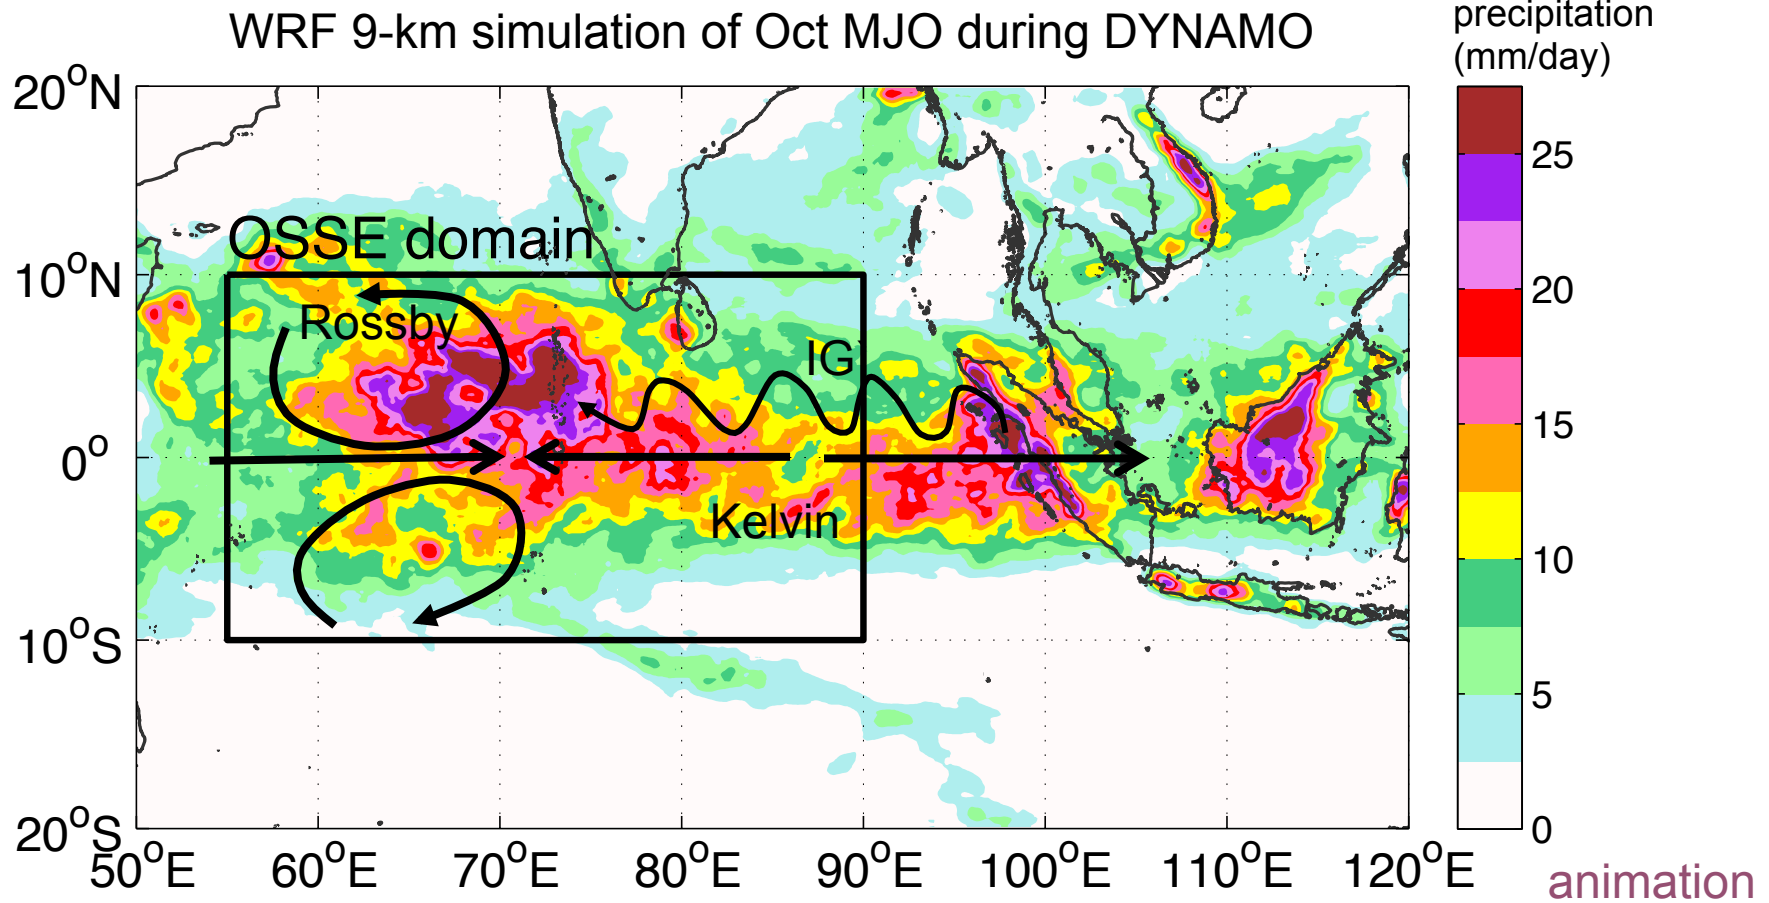 WRF 9-km simulation of Oct MJO during DYNAMO
precipitation
(mm/day)
20°N
10°N
0°
10°S
20°S
50°E 60°E 70°E 80°E 90°E 100°E 110°E 120°E
OSSE domain
Rossby
IG
Kelvin
25
20
15
10
5
0
animation